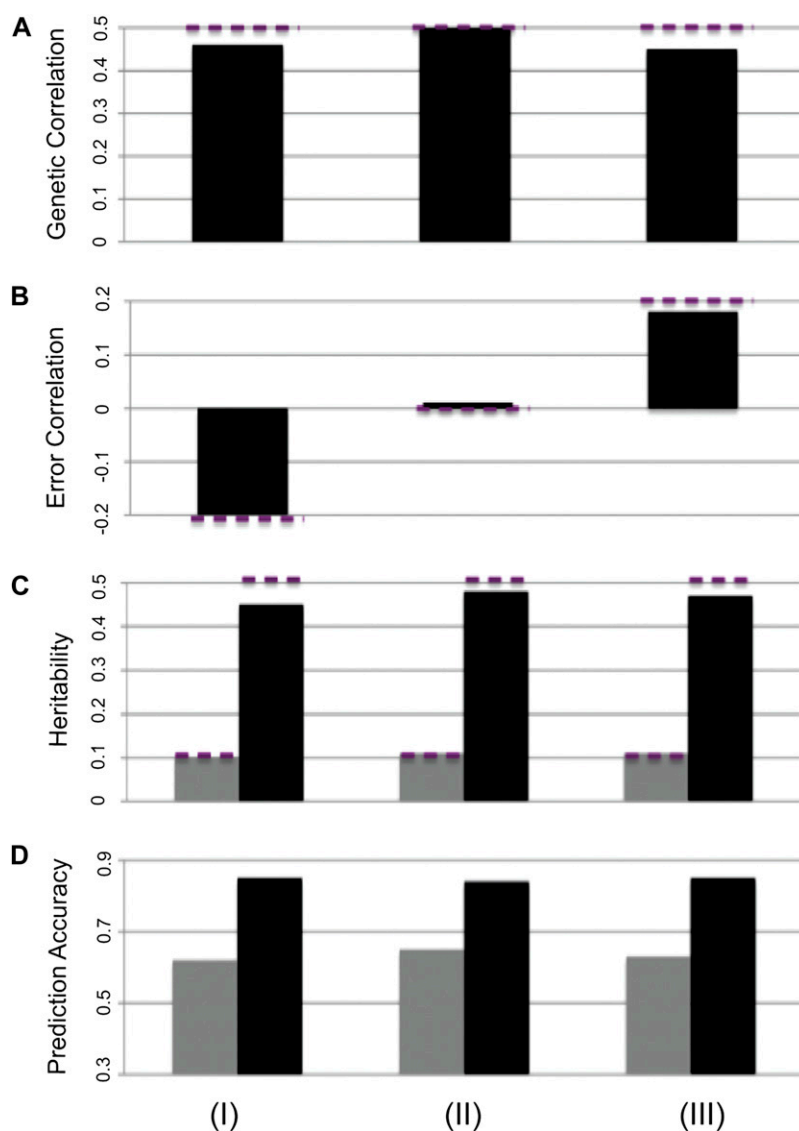 A
Genetic Correlation
0.5
0.4
0.3
0.2
0.1
0
B
Error Correlation
0.2
0.1
0
-0.1
-0.2
C
Heritability
0.5
0.4
0.3
0.2
0.1
0
D
Prediction Accuracy
0.9
0.7
0.5
0.3
(I) (II) (III)